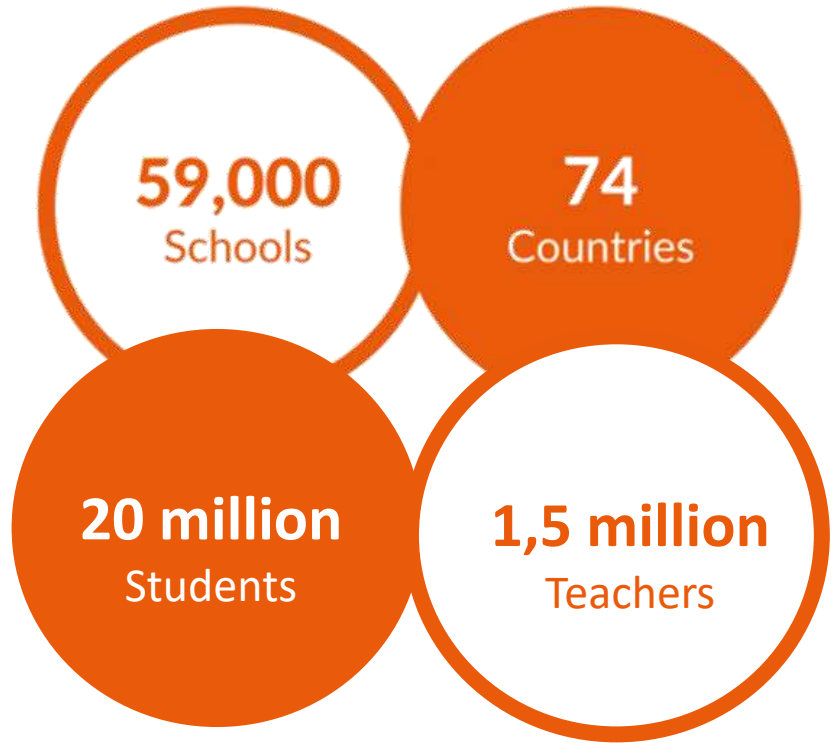 59,000
Schools
74
Countries
20 million
Students
1,5 million
Teachers